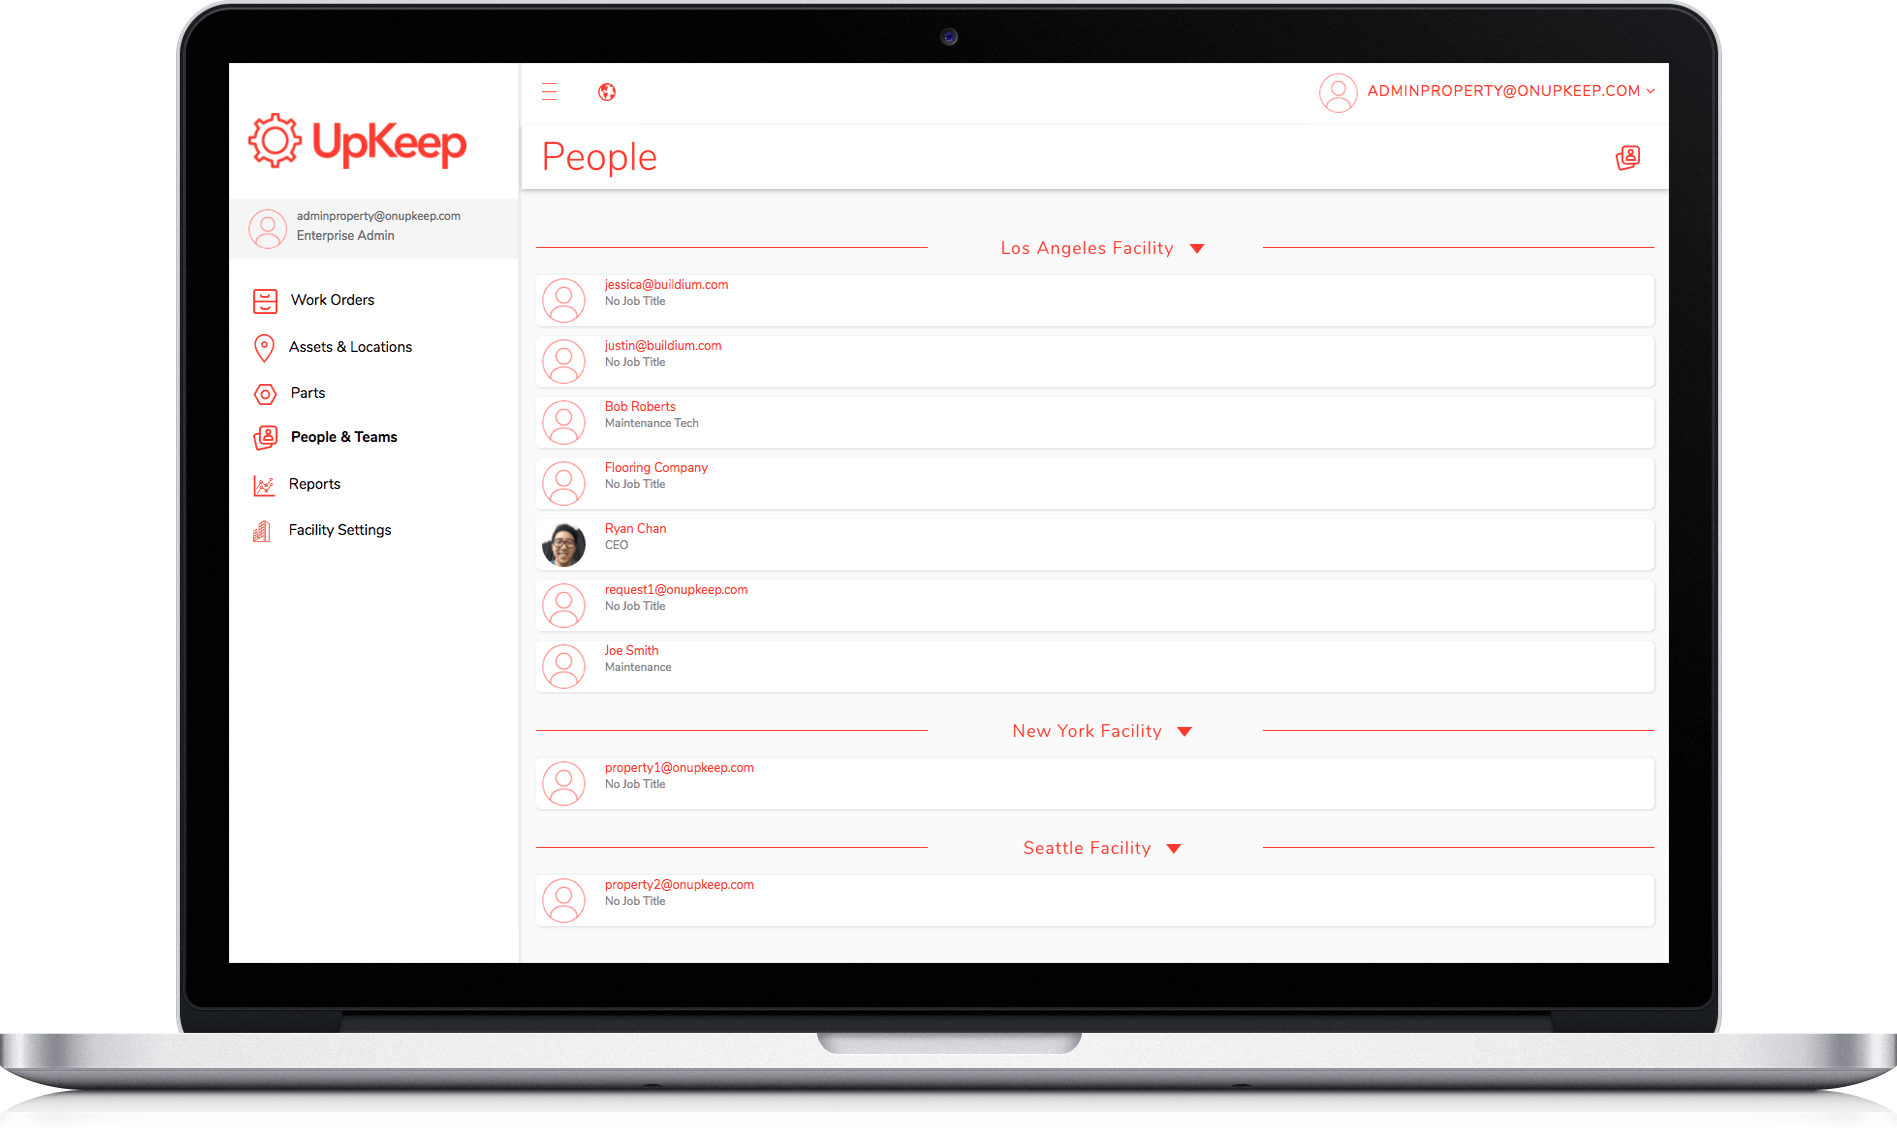 UpKeep
adminproperty@onupkeep.com
Enterprise Admin
Work Orders
Assets & Locations
Parts
People & Teams
Reports
Facility Settings
ADMINPROPERTY@ONUPKEEP.COM
People
Los Angeles Facility
jessica@buildium.com
No Job Title
justin@buildium.com
No Job Title
Bob Roberts
Maintenance Tech
Flooring Company
No Job Title
Ryan Chan
CEO
request1@onupkeep.com
No Job Title
Joe Smith
Maintenance
New York Facility
property1@onupkeep.com
No Job Title
Seattle Facility
property2@onupkeep.com
No Job Title